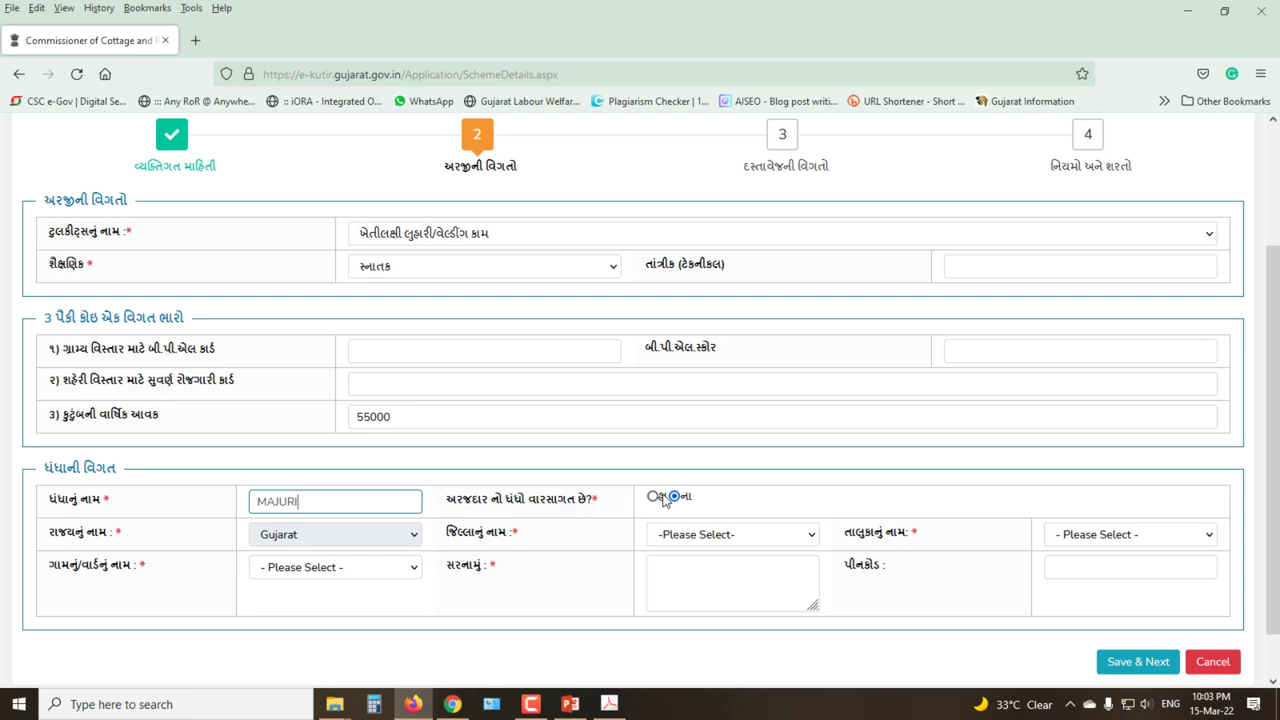 File Edit View History Bookmarks Tools Help
Commissioner of Cottage and R
https://e-kutir.gujarat.gov.in/Application/SchemeDetails.aspx
CSC e-Gov | Digital Se... ::: Any RoR @ Anywhe... :: iORA - Integrated O... WhatsApp Gujarat Labour Welfar... Plagiarism Checker | 1... AISEO - Blog post writi... URL Shortener - Short ... Gujarat Information Other Bookmarks
2 3 4
વ્યક્તિગત માહિતી અરજીની વિગતો દસ્તાવેજની વિગતો નિયમો અને શરતો
અરજીની વિગતો
ટુલકીટ્સનું નામ :* ખેતીલક્ષી લુહારી/વેલ્ડીંગ કામ
શૈક્ષણિક * સ્નાતક તાંત્રીક (ટેકનીકલ)
3 પૈકી કોઇ એક વિગત ભારો
૧) ગ્રામ્ય વિસ્તાર માટે બી.પી.એલ કાર્ડ બી.પી.એલ.સ્કોર
૨) શહેરી વિસ્તાર માટે સુવર્ણ રોજગારી કાર્ડ
3) કુટુંબની વાર્ષિક આવક 55000
ધંધાની વિગત
ધંધાનું નામ * MAJURI અરજદાર નો ધંધો વારસાગત છે?* ના
રાજ્યનું નામ : * Gujarat જિલ્લાનું નામ :* -Please Select- તાલુકાનું નામ: * - Please Select -
ગામનું/વાર્ડનું નામ : * - Please Select - સરનામું : * પીનકોડ :
Save & Next Cancel
Type here to search 33°C Clear ENG 10:03 PM
15-Mar-22